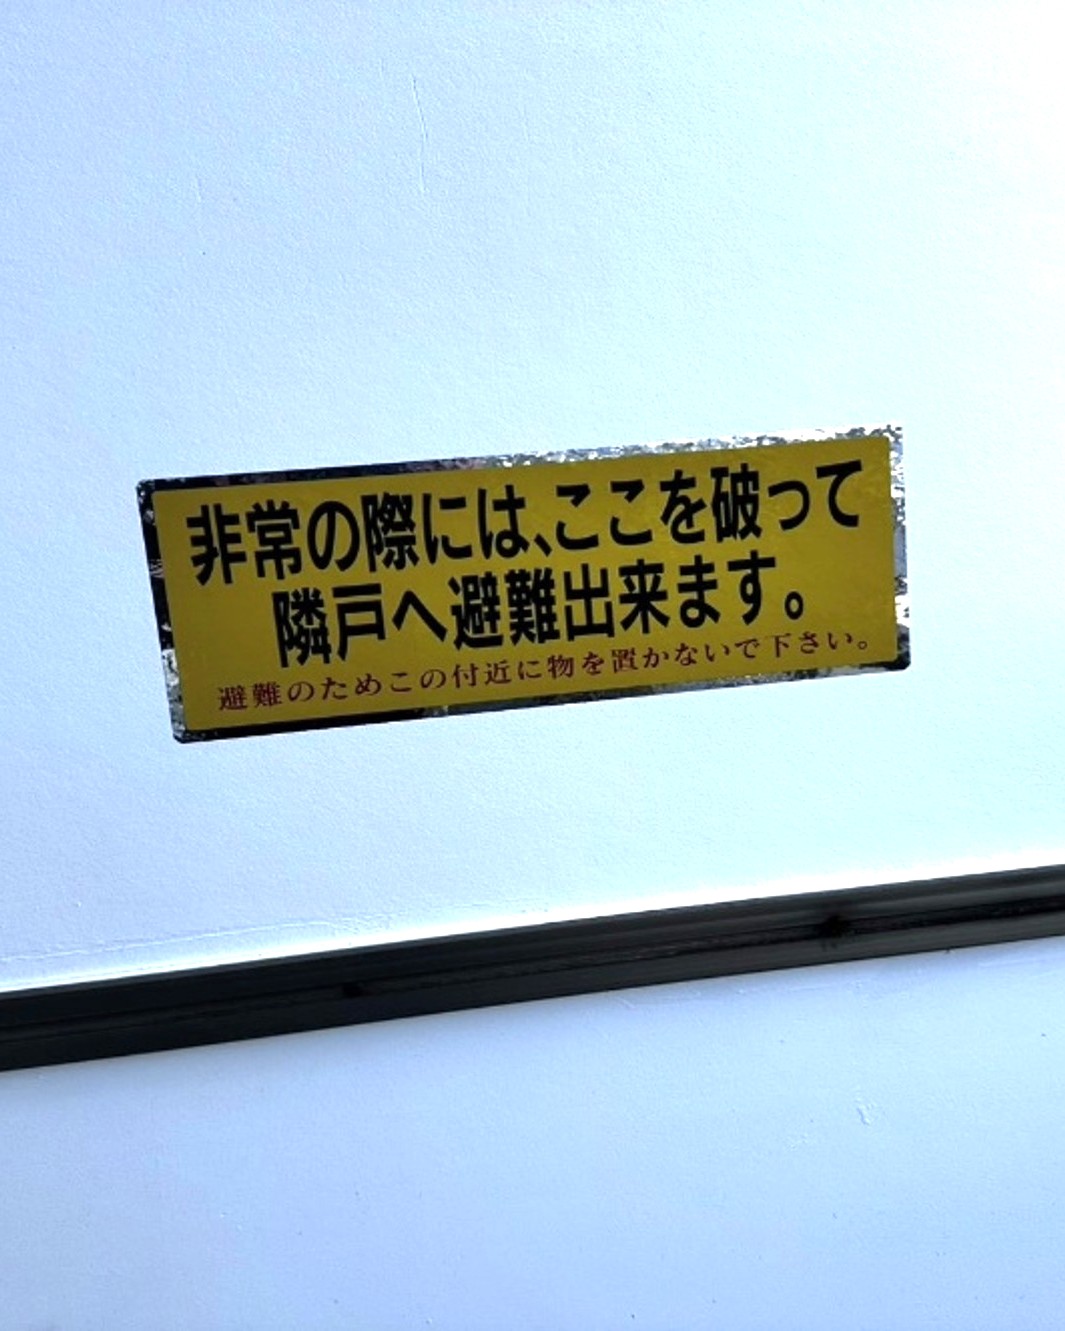 非常の際には、ここを破って
隣戸へ避難出来ます。
避難のためこの付近に物を置かないで下さい。